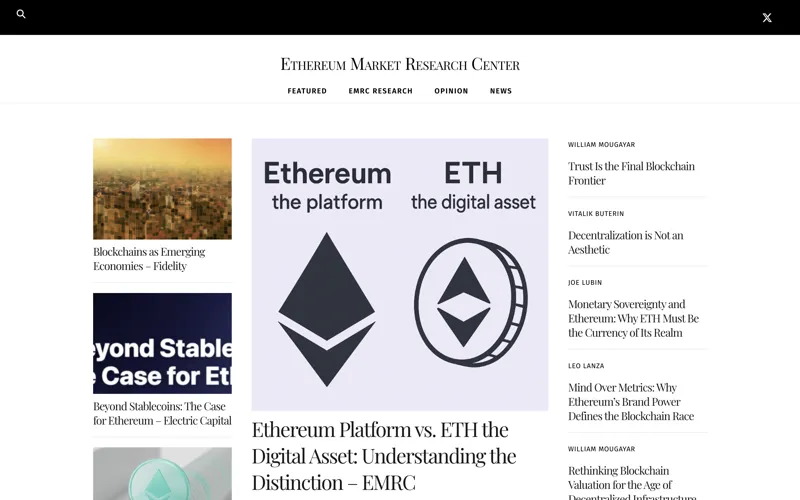 Ethereum Market Research Center
FEATURED
EMRC RESEARCH
OPINION
NEWS
Blockchains as Emerging
Economies – Fidelity
eyond Stable
e Case for Eth
Beyond Stablecoins: The Case
for Ethereum – Electric Capital
Ethereum
the platform
ETH
the digital asset
Ethereum Platform vs. ETH the
Digital Asset: Understanding the
Distinction – EMRC
WILLIAM MOUGAYAR
Trust Is the Final Blockchain
Frontier
VITALIK BUTERIN
Decentralization is Not an
Aesthetic
JOE LUBIN
Monetary Sovereignty and
Ethereum: Why ETH Must Be
the Currency of Its Realm
LEO LANZA
Mind Over Metrics: Why
Ethereum's Brand Power
Defines the Blockchain Race
WILLIAM MOUGAYAR
Rethinking Blockchain
Valuation for the Age of
Decentralized Infrastructure